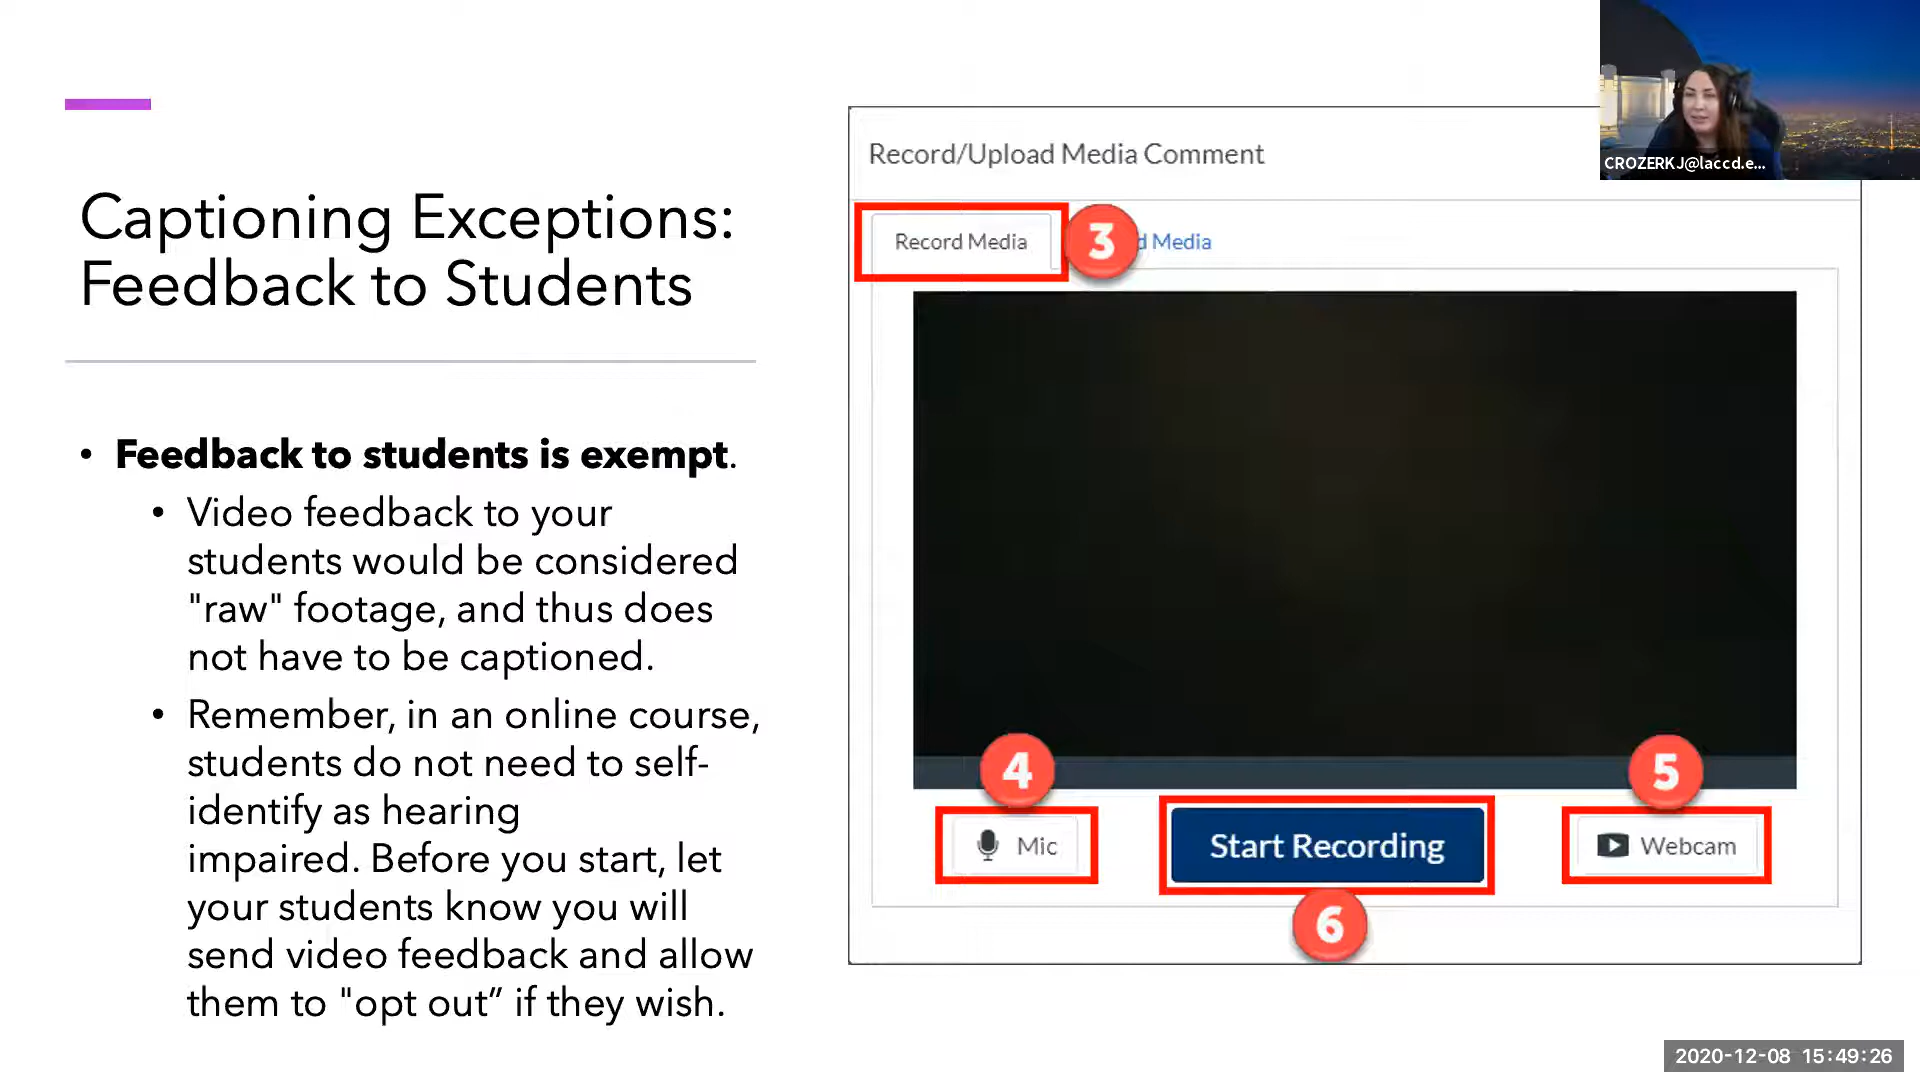 Captioning Exceptions:
Feedback to Students
• Feedback to students is exempt.
• Video feedback to your
students would be considered
"raw" footage, and thus does
not have to be captioned.
• Remember, in an online course,
students do not need to self-
identify as hearing
impaired. Before you start, let
your students know you will
send video feedback and allow
them to "opt out” if they wish.
Record/Upload Media Comment
Record Media 3 d Media
4 5
Mic Start Recording Webcam
6
CROZERKJ@laccd.e...
2020-12-08 15:49:26